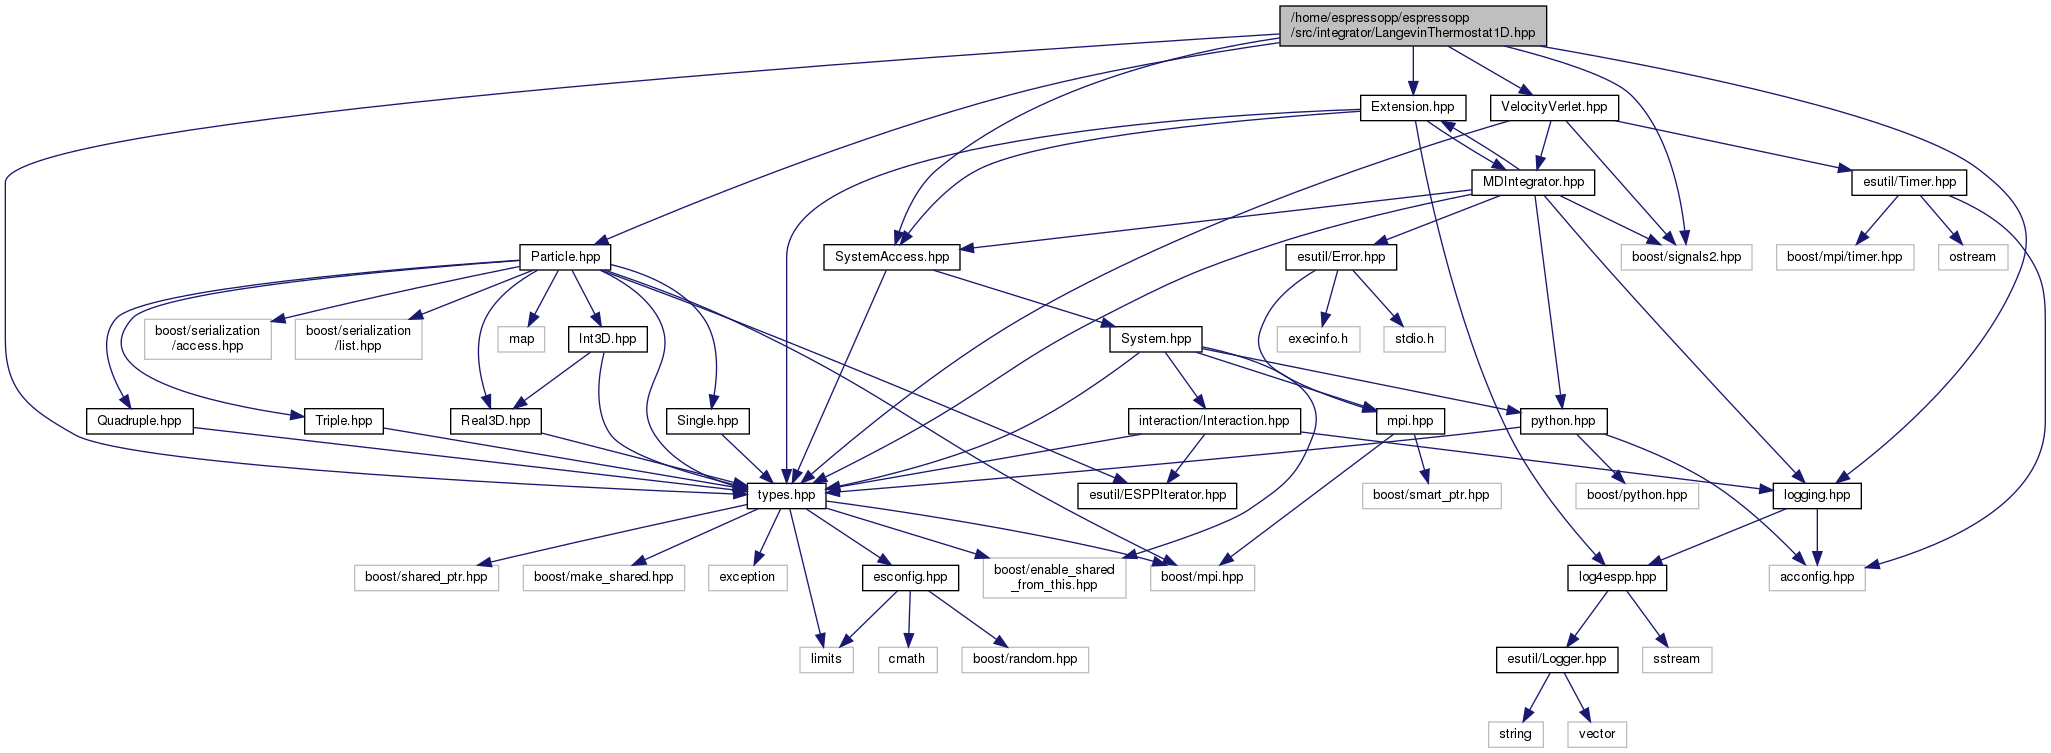 /home/espressopp/espressopp
/src/integrator/LangevinThermostat1D.hpp
Extension.hpp
VelocityVerlet.hpp
MDIntegrator.hpp
esutil/Timer.hpp
Particle.hpp
SystemAccess.hpp
esutil/Error.hpp
boost/signals2.hpp
boost/mpi/timer.hpp
ostream
boost/serialization
/access.hpp
boost/serialization
/list.hpp
map
Int3D.hpp
System.hpp
execinfo.h
stdio.h
Quadruple.hpp
Triple.hpp
Real3D.hpp
Single.hpp
interaction/Interaction.hpp
mpi.hpp
python.hpp
types.hpp
esutil/ESPPIterator.hpp
boost/smart_ptr.hpp
boost/python.hpp
logging.hpp
boost/shared_ptr.hpp
boost/make_shared.hpp
exception
esconfig.hpp
boost/enable_shared
_from_this.hpp
boost/mpi.hpp
log4espp.hpp
acconfig.hpp
limits
cmath
boost/random.hpp
esutil/Logger.hpp
sstream
string
vector